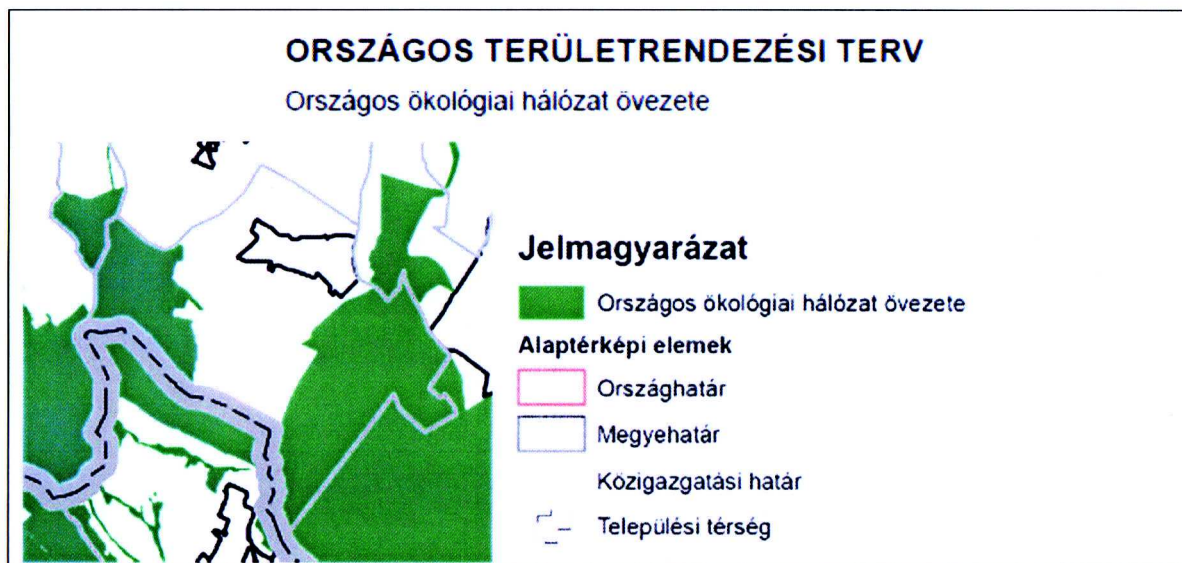 ORSZÁGOS TERÜLETRENDEZÉSI TERV
Országos ökológiai hálózat övezete
Jelmagyarázat
Országos ökológiai hálózat övezete
Alaptérképi elemek
Országhatár
Megyehatár
Közigazgatási határ
Települési térség